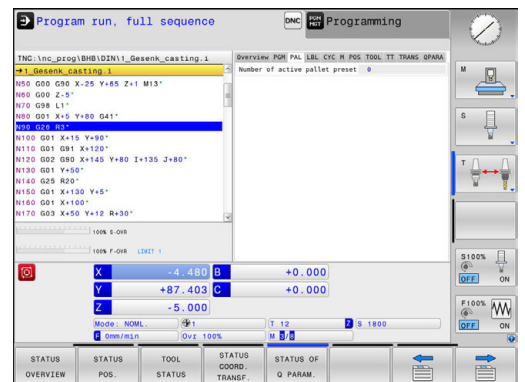 Program run, full sequence
DNC
PGM MGT
Programming
TNC:\nc_prog\BHB\DIN\1_Gesenk_casting.i
→1_Gesenk_casting.i
N50 G00 G90 X-25 Y+65 Z+1 M13*
N60 G00 Z-5*
N70 G98 L1*
N80 G01 X+5 Y+80 G41*
N90 G26 R3*
N100 G01 X+15 Y+90*
N110 G01 G91 X+120*
N120 G02 G90 X+145 Y+80 I+135 J+80*
N130 G01 Y+50*
N140 G25 R20*
N150 G01 X+130 Y+5*
N160 G01 X+100*
N170 G03 X+50 Y+12 R+30*
Overview PGM PAL LBL CYC M POS TOOL TT TRANS QPARA
Number of active pallet preset 0
100% S-OVR
100% F-OVR LIMIT 1
X -4.480 B +0.000
Y +87.403 C +0.000
Z -5.000
Mode: NOML. 1 T 12 Z S 1800
F 0mm/min Ovr 100% M 3/8
M
S
T
S100%
OFF ON
F100%
OFF ON
STATUS OVERVIEW
STATUS POS.
TOOL STATUS
STATUS COORD. TRANSF.
STATUS OF Q PARAM.